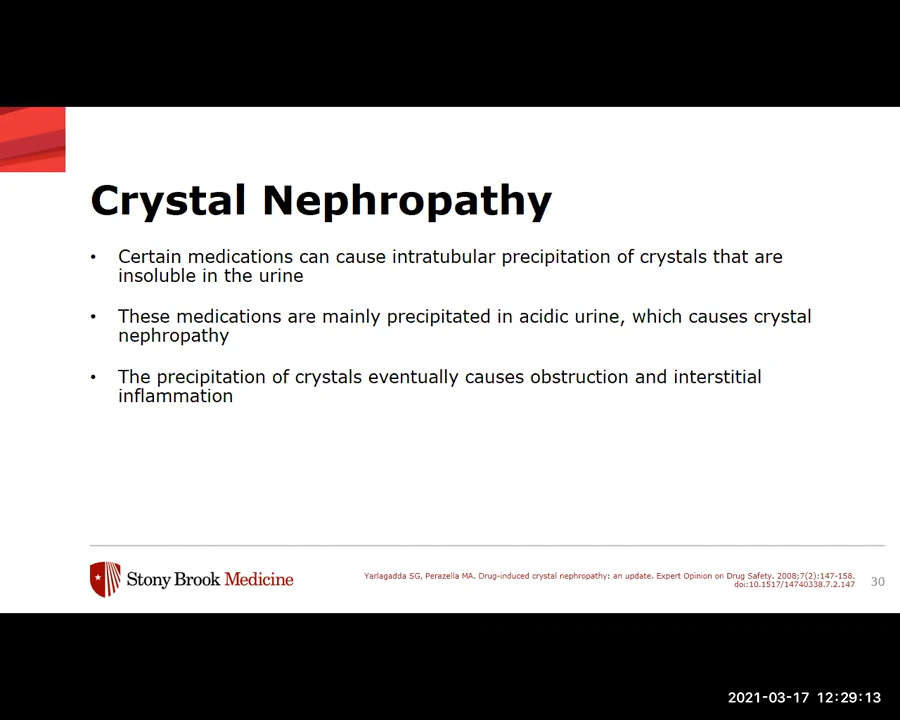 Crystal Nephropathy
• Certain medications can cause intratubular precipitation of crystals that are
insoluble in the urine
• These medications are mainly precipitated in acidic urine, which causes crystal
nephropathy
• The precipitation of crystals eventually causes obstruction and interstitial
inflammation
Stony Brook Medicine
Yarlagadda SG, Perazella MA. Drug-induced crystal nephropathy: an update. Expert Opinion on Drug Safety. 2008;7(2):147-158.
doi:10.1517/14740338.7.2.147
30
2021-03-17 12:29:13